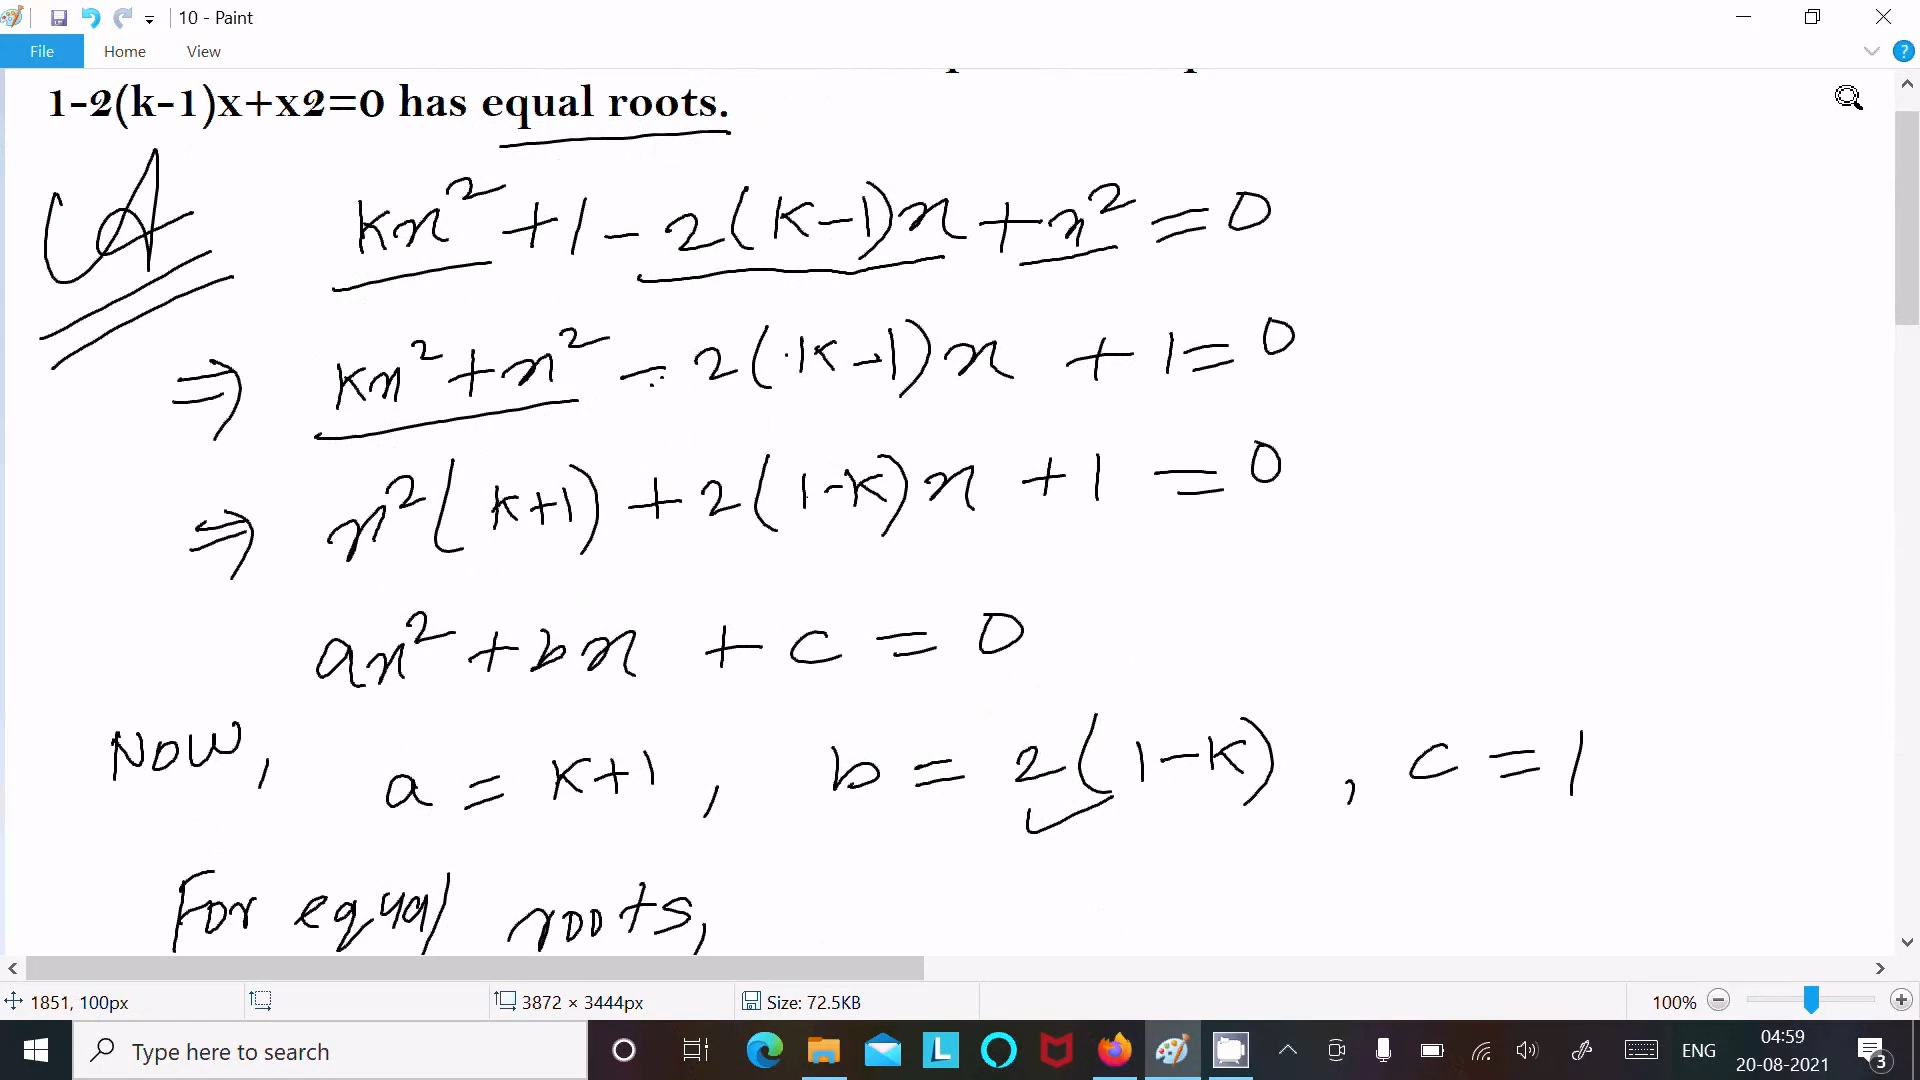 10 - Paint
File Home View
1-2(k-1)x+x2=0 has equal roots.
kx² + 1 - 2(k-1)x + x² = 0
⇒ kx² + x² - 2(k-1)x + 1 = 0
⇒ x²(k+1) + 2(1-k)x + 1 = 0
ax² + bx + c = 0
Now, a = k+1, b = 2(1-k), c = 1
For equal roots,
1851, 100px 3872 × 3444px Size: 72.5KB 100%
Type here to search L ENG 04:59
20-08-2021 3